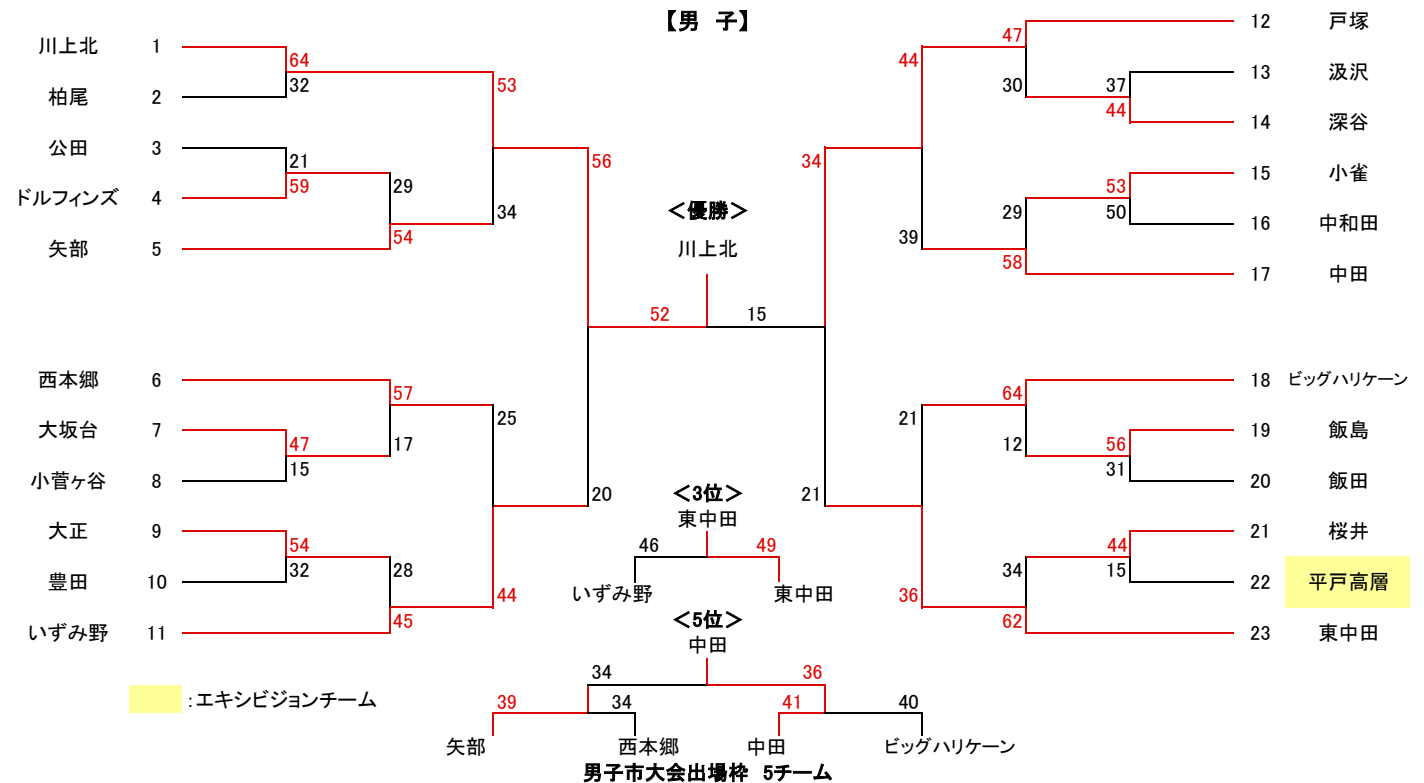 【男 子】
川上北 1
64
32
柏尾 2
53
公田 3
21
59
ドルフィンズ 4
29
54
矢部 5
34
56
西本郷 6
57
17
大坂台 7
47
15
小菅ヶ谷 8
25
20
大正 9
54
32
豊田 10
28
45
いずみ野 11
44
＜優勝＞
川上北
52 15
12 戸塚
47
30
44
13 汲沢
37
44
14 深谷
34
15 小雀
53
50
16 中和田
29
58
39
17 中田
18 ビッグハリケーン
64
12
21
19 飯島
56
31
20 飯田
21
21 桜井
44
15
22 平戸高層
34
62
36
23 東中田
＜3位＞
東中田
46 49
いずみ野 東中田
＜5位＞
中田
34 36
39 34 41 40
矢部 西本郷 中田 ビッグハリケーン
男子市大会出場枠 5チーム
：エキシビジョンチーム